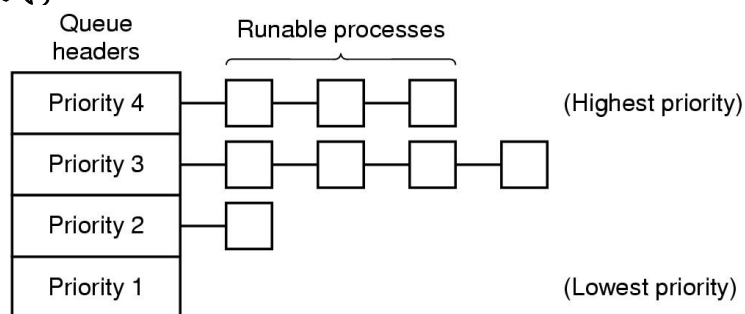 Queue
headers
Runable processes
Priority 4
(Highest priority)
Priority 3
Priority 2
Priority 1
(Lowest priority)